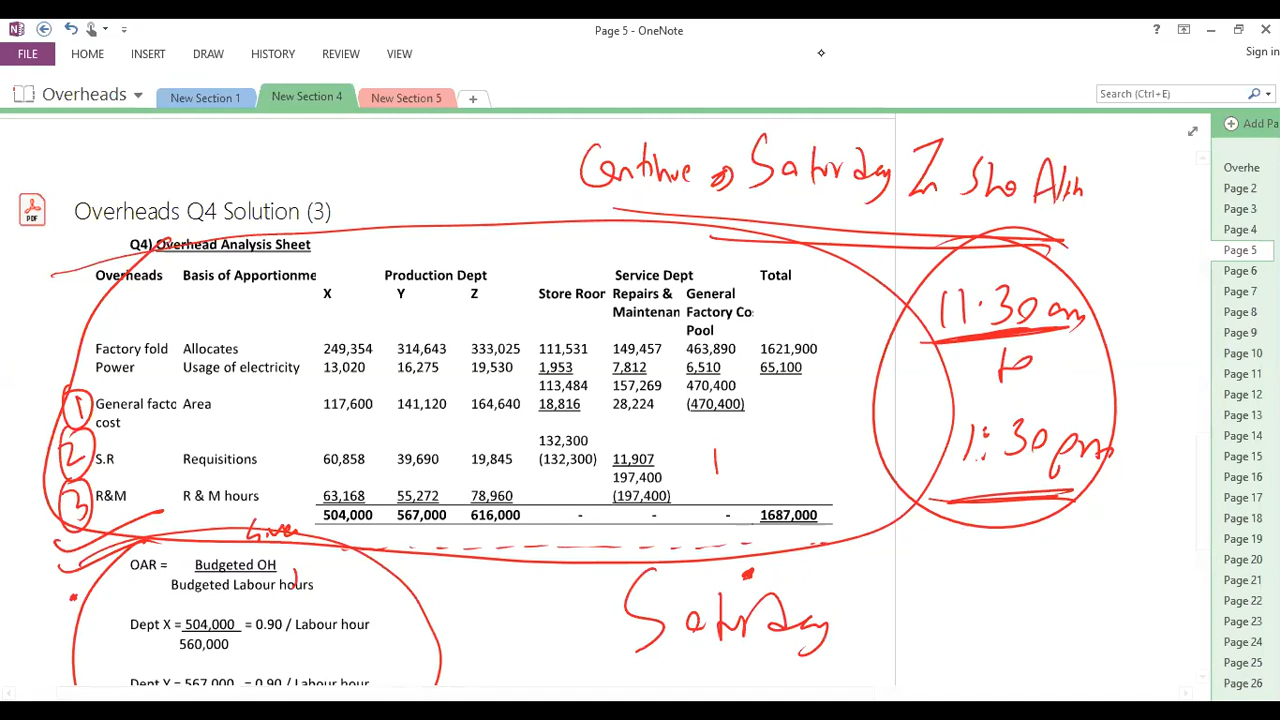 Page 5 - OneNote
?
Sign in
FILE HOME INSERT DRAW HISTORY REVIEW VIEW
Overheads New Section 1 New Section 4 New Section 5 +
Search (Ctrl+E)
Add Pa
Continue Saturday In Sha Allah
PDF Overheads Q4 Solution (3)
Q4) Overhead Analysis Sheet
Overheads Basis of Apportionme Production Dept Service Dept Total
X Y Z Store Roor Repairs & General
Maintenan Factory Co
Pool
Factory fold Allocates 249,354 314,643 333,025 111,531 149,457 463,890 1621,900
Power Usage of electricity 13,020 16,275 19,530 1,953 7,812 6,510 65,100
113,484 157,269 470,400
1 General facto Area 117,600 141,120 164,640 18,816 28,224 (470,400)
cost
132,300
2 S.R Requisitions 60,858 39,690 19,845 (132,300) 11,907
197,400
3 R&M R & M hours 63,168 55,272 78,960 (197,400)
504,000 567,000 616,000 - - - 1687,000
11.30 am
to
1:30 pm
OAR = Budgeted OH
Budgeted Labour hours
Dept X = 504,000 = 0.90 / Labour hour
560,000
Dept Y = 567,000 = 0.90 / Labour hour
Saturday
Overhe
Page 2
Page 3
Page 4
Page 5
Page 6
Page 7
Page 8
Page 9
Page 10
Page 11
Page 12
Page 13
Page 14
Page 15
Page 16
Page 17
Page 18
Page 19
Page 20
Page 21
Page 22
Page 23
Page 24
Page 25
Page 26